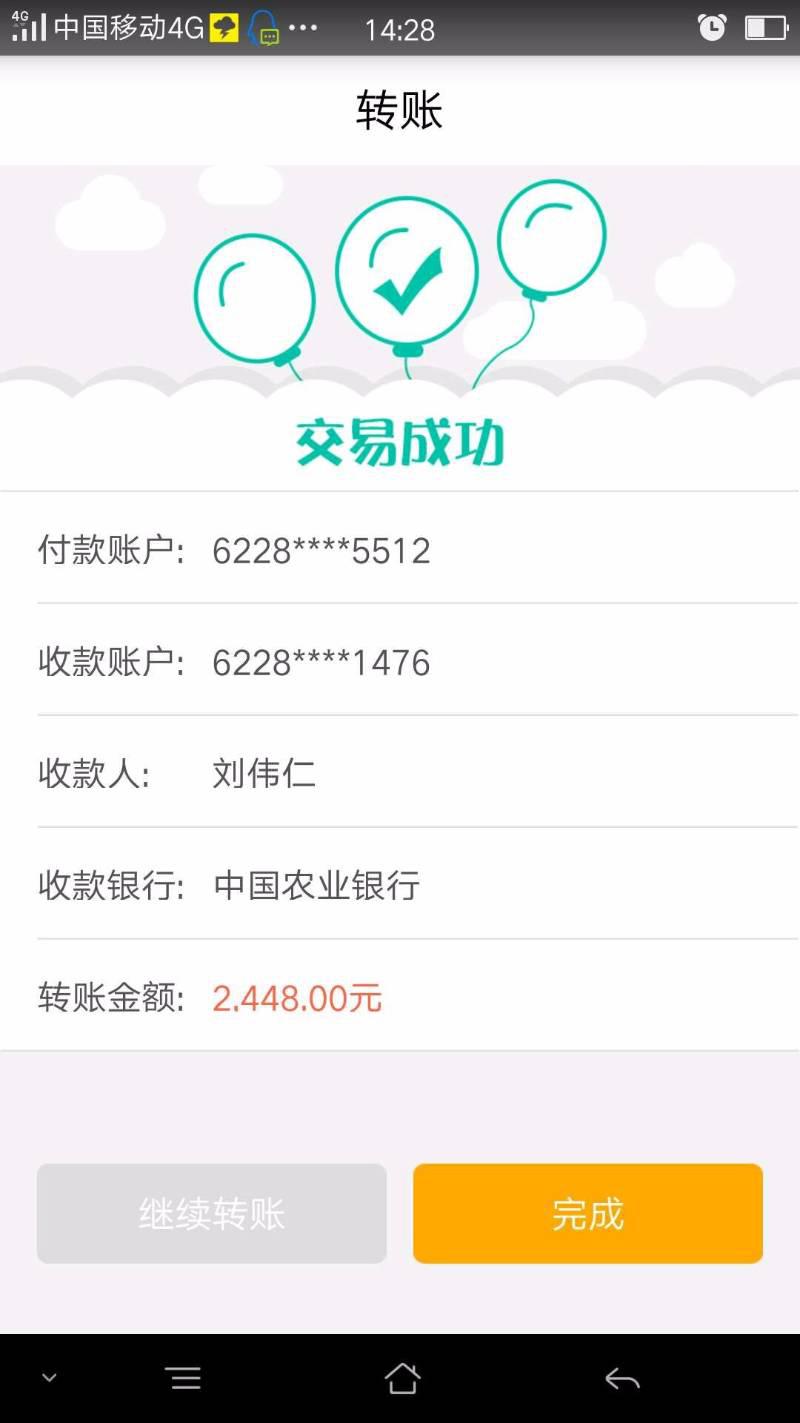 4G 中国移动4G 14:28
转账
交易成功
付款账户: 6228****5512
收款账户: 6228****1476
收款人: 刘伟仁
收款银行: 中国农业银行
转账金额: 2,448.00元
继续转账 完成